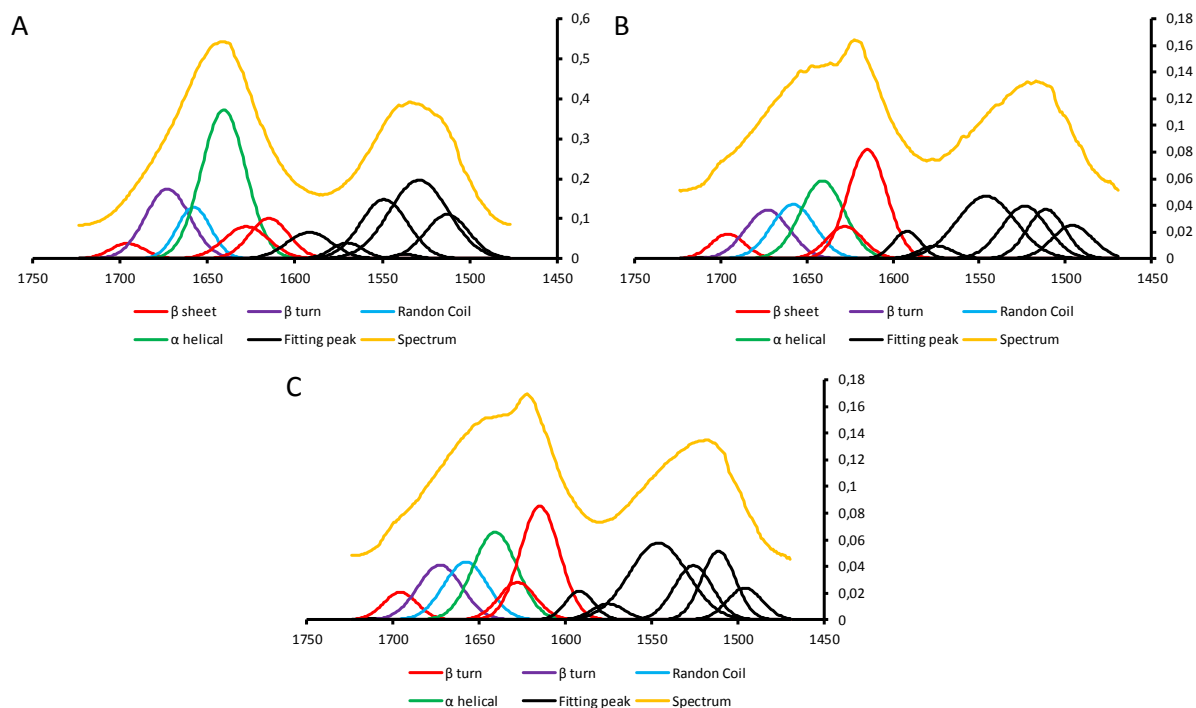 A
0,6
0,5
0,4
0,3
0,2
0,1
0
1750 1700 1650 1600 1550 1500 1450
β sheet β turn Randon Coil
α helical Fitting peak Spectrum
B
0,18
0,16
0,14
0,12
0,1
0,08
0,06
0,04
0,02
0
1750 1700 1650 1600 1550 1500 1450
β sheet β turn Randon Coil
α helical Fitting peak Spectrum
C
0,18
0,16
0,14
0,12
0,1
0,08
0,06
0,04
0,02
0
1750 1700 1650 1600 1550 1500 1450
β turn β turn Randon Coil
α helical Fitting peak Spectrum